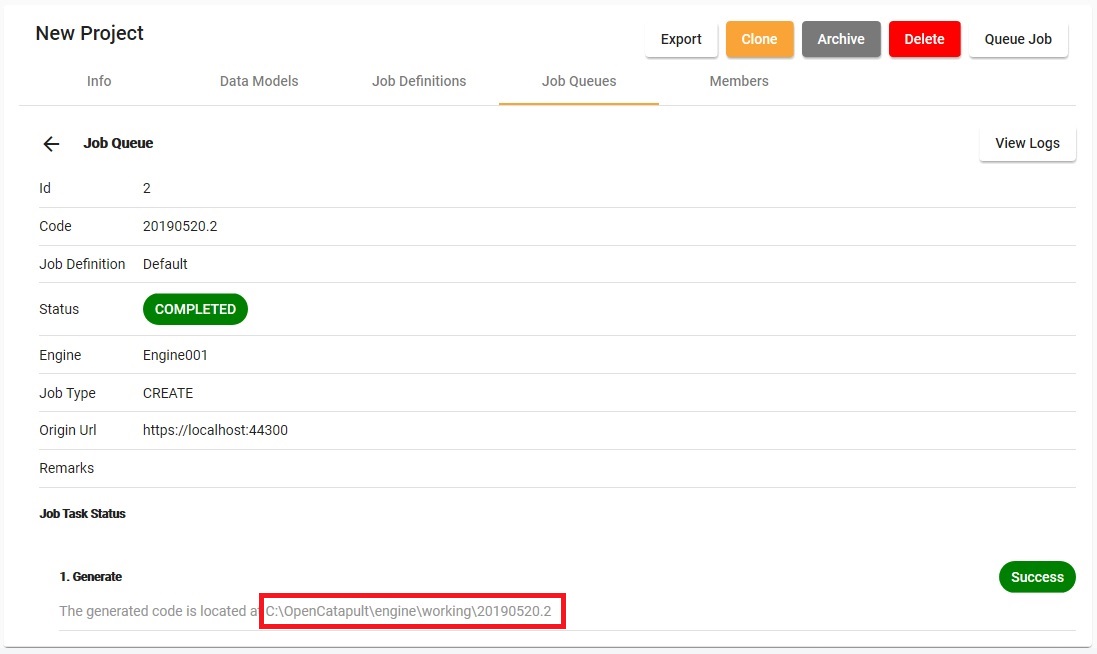 New Project
Export Clone Archive Delete Queue Job
Info Data Models Job Definitions Job Queues Members
Job Queue View Logs
Id 2
Code 20190520.2
Job Definition Default
Status COMPLETED
Engine Engine001
Job Type CREATE
Origin Url https://localhost:44300
Remarks
Job Task Status
1. Generate Success
The generated code is located at C:\OpenCatapult\engine\working\20190520.2